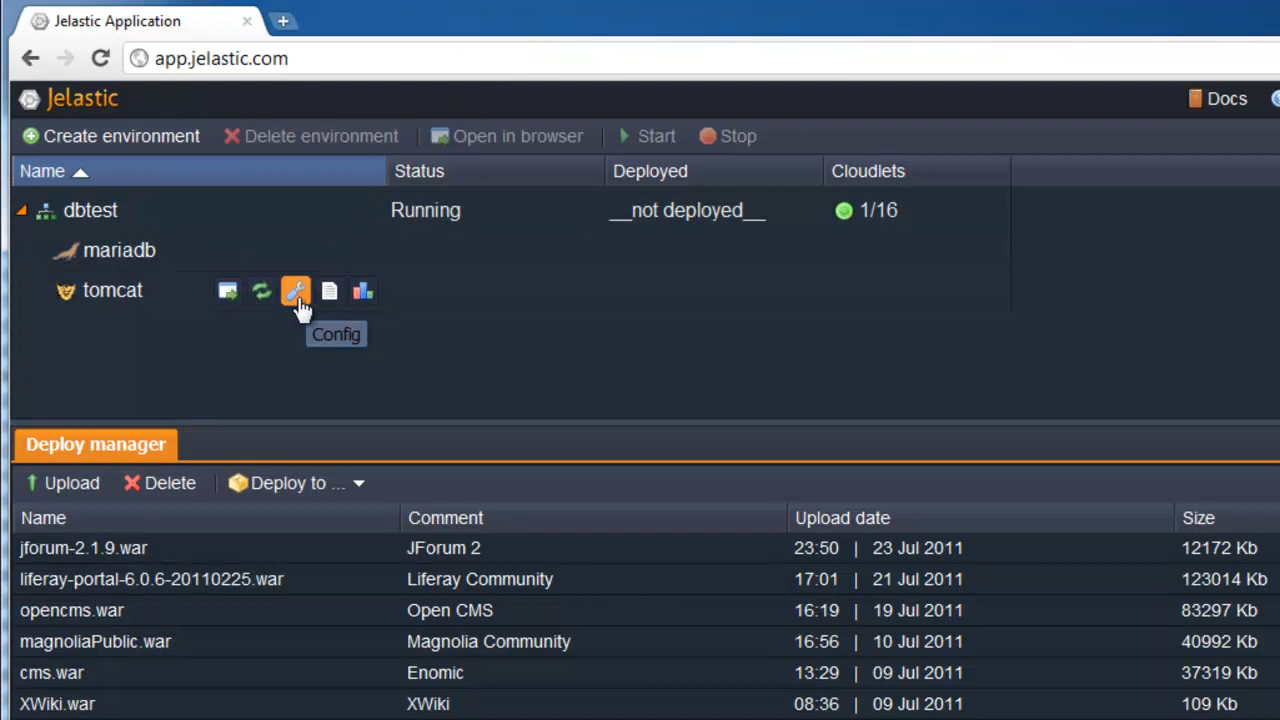 Jelastic Application
app.jelastic.com
Jelastic Docs
Create environment Delete environment Open in browser Start Stop
Name Status Deployed Cloudlets
dbtest Running __not deployed__ 1/16
mariadb
tomcat
Config
Deploy manager
Upload Delete Deploy to ...
Name Comment Upload date Size
jforum-2.1.9.war JForum 2 23:50 | 23 Jul 2011 12172 Kb
liferay-portal-6.0.6-20110225.war Liferay Community 17:01 | 21 Jul 2011 123014 Kb
opencms.war Open CMS 16:19 | 19 Jul 2011 83297 Kb
magnoliaPublic.war Magnolia Community 16:56 | 10 Jul 2011 40992 Kb
cms.war Enomic 13:29 | 09 Jul 2011 37319 Kb
XWiki.war XWiki 08:36 | 09 Jul 2011 109 Kb